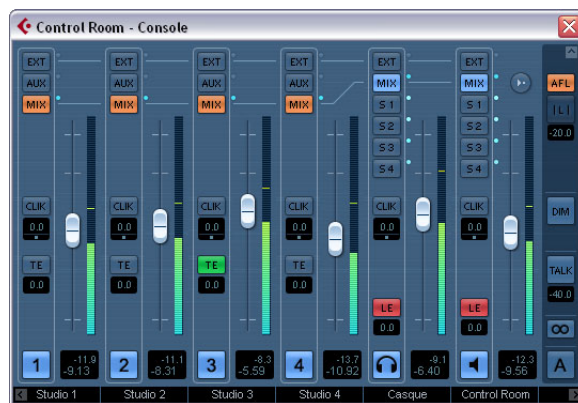 Control Room - Console
EXT EXT EXT EXT EXT EXT
AUX AUX AUX AUX MIX MIX AFL
MIX MIX MIX MIX S 1 S 1 |L|
S 2 S 2 -20.0
S 3 S 3
S 4 S 4
CLIK CLIK CLIK CLIK CLIK CLIK DIM
0.0 0.0 0.0 0.0 0.0 0.0
TE TE TE TE TALK
0.0 0.0 0.0 0.0 -40.0
LE LE
0.0 0.0
1 -11.9 2 -11.1 3 -8.3 4 -13.7 -9.1 -12.3 A
-9.13 -8.31 -5.59 -10.92 -6.40 -9.56
Studio 1 Studio 2 Studio 3 Studio 4 Casque Control Room